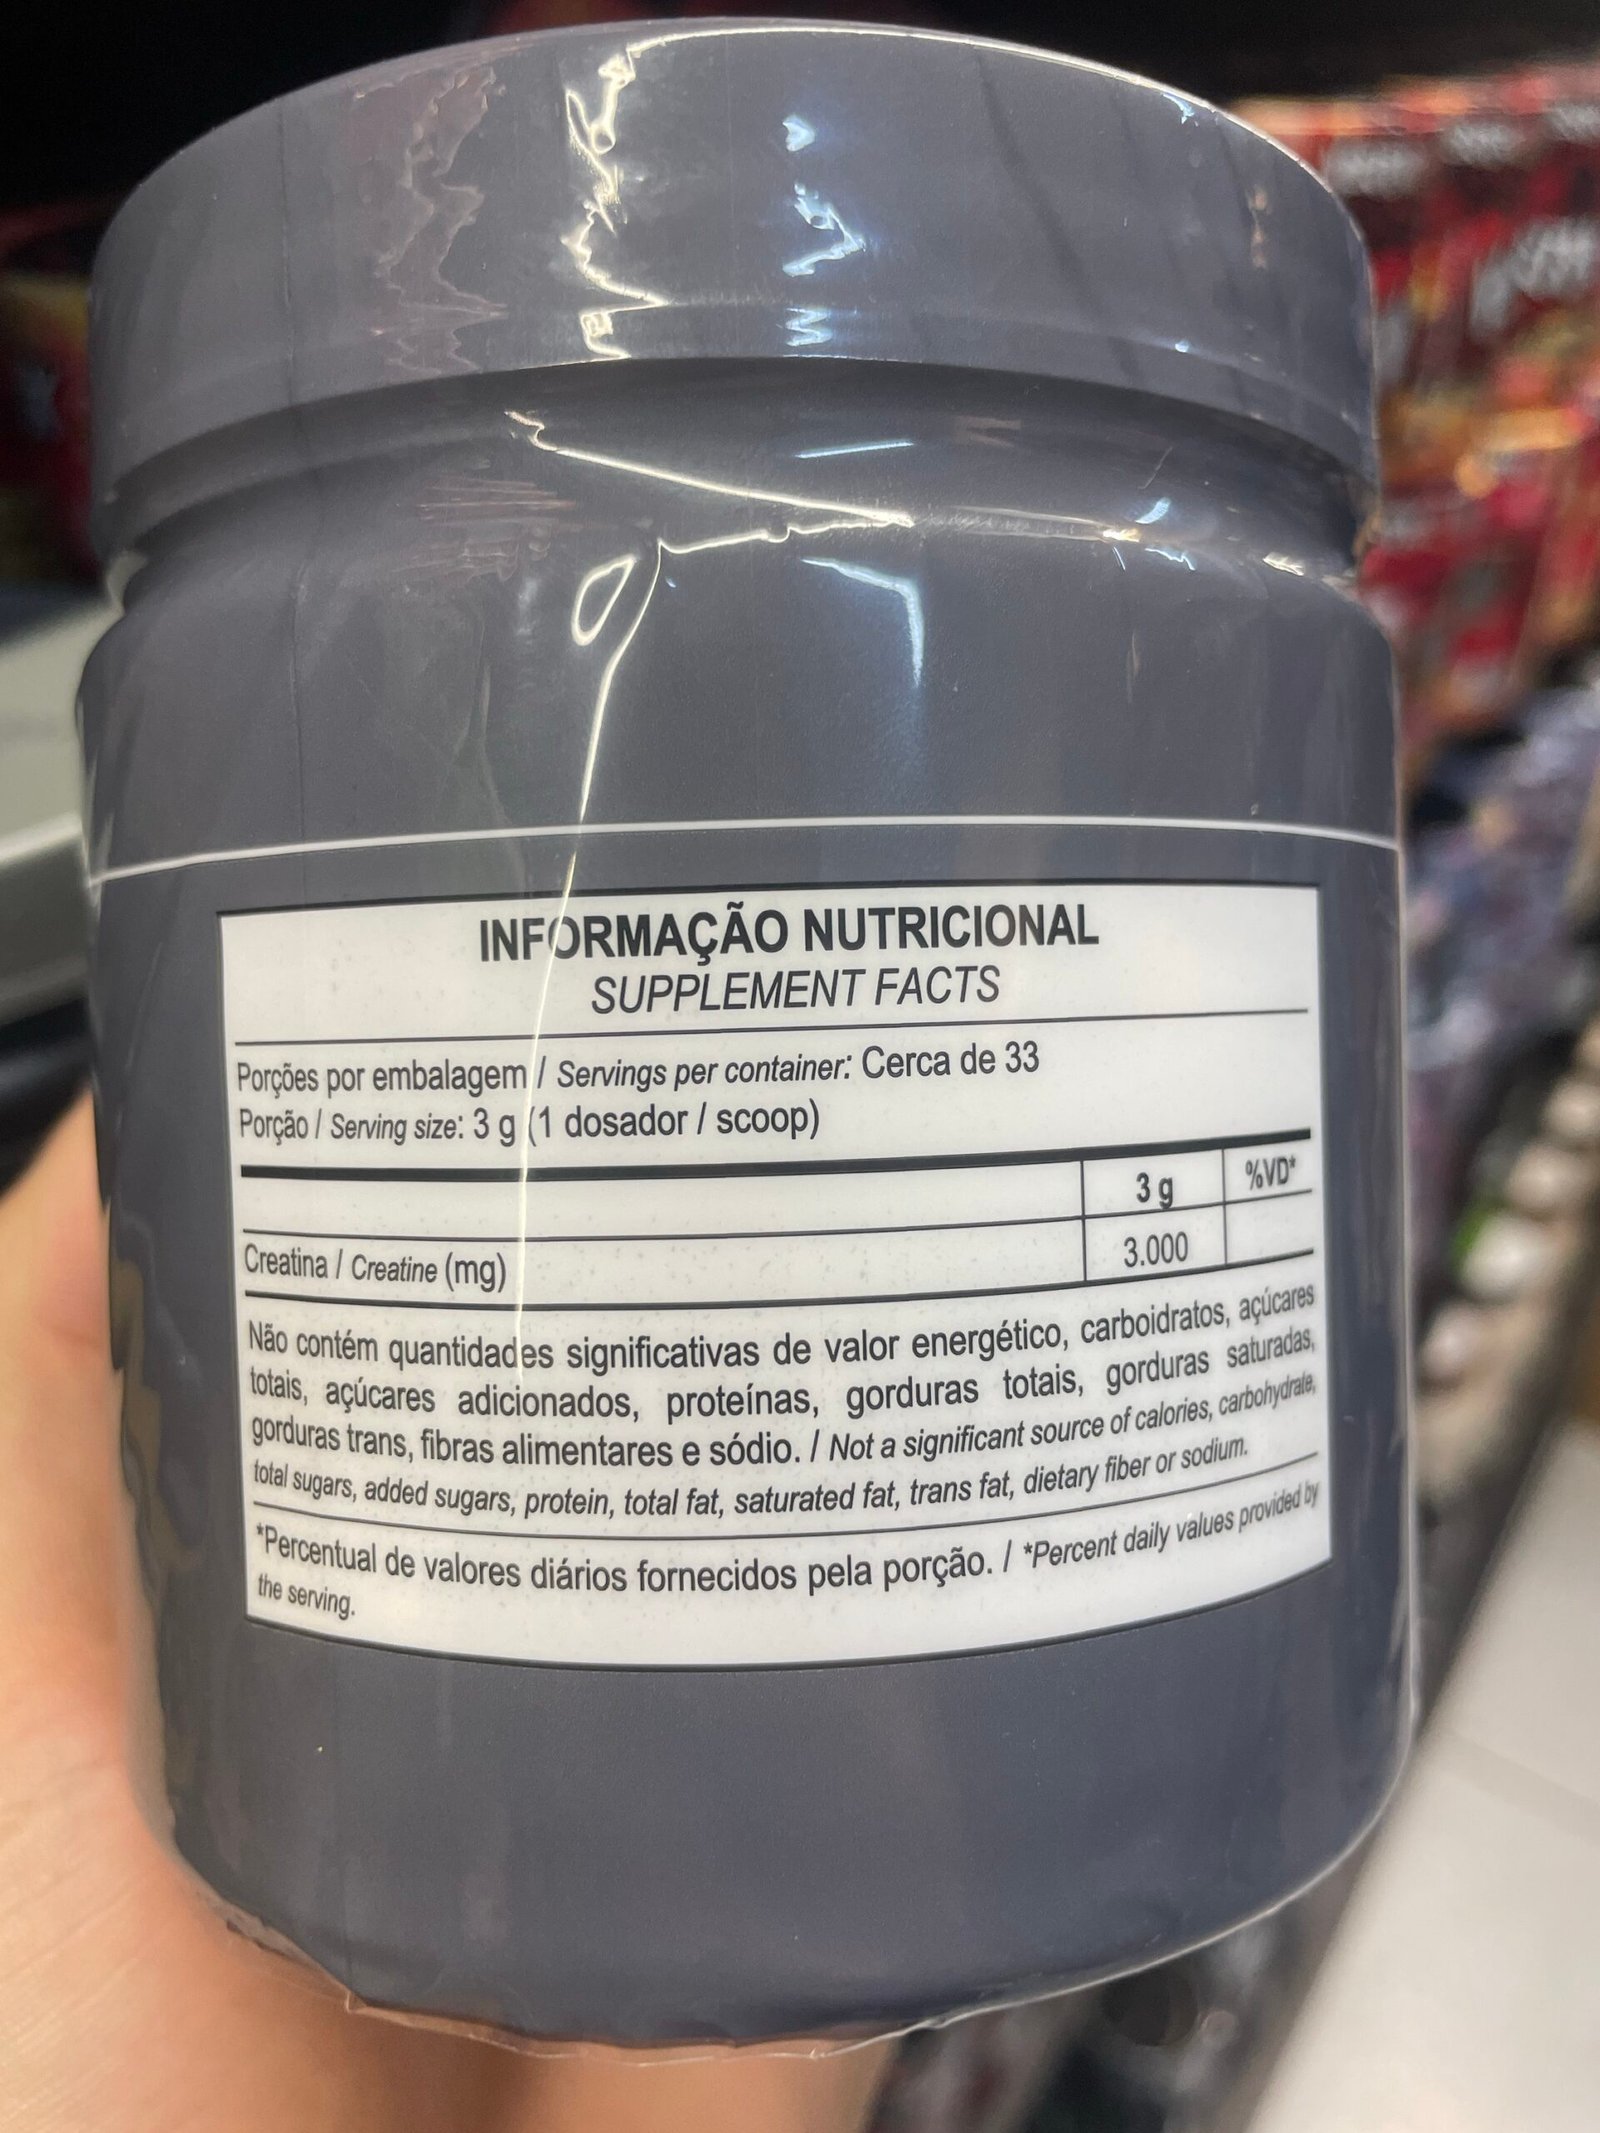 INFORMAÇÃO NUTRICIONAL
SUPPLEMENT FACTS
Porções por embalagem / Servings per container: Cerca de 33
Porção / Serving size: 3 g (1 dosador / scoop)
3 g %VD*
Creatina / Creatine (mg) 3.000
Não contém quantidades significativas de valor energético, carboidratos, açúcares
totais, açúcares adicionados, proteínas, gorduras totais, gorduras saturadas,
gorduras trans, fibras alimentares e sódio. / Not a significant source of calories, carbohydrate,
total sugars, added sugars, protein, total fat, saturated fat, trans fat, dietary fiber or sodium.
*Percentual de valores diários fornecidos pela porção. / *Percent daily values provided by
the serving.